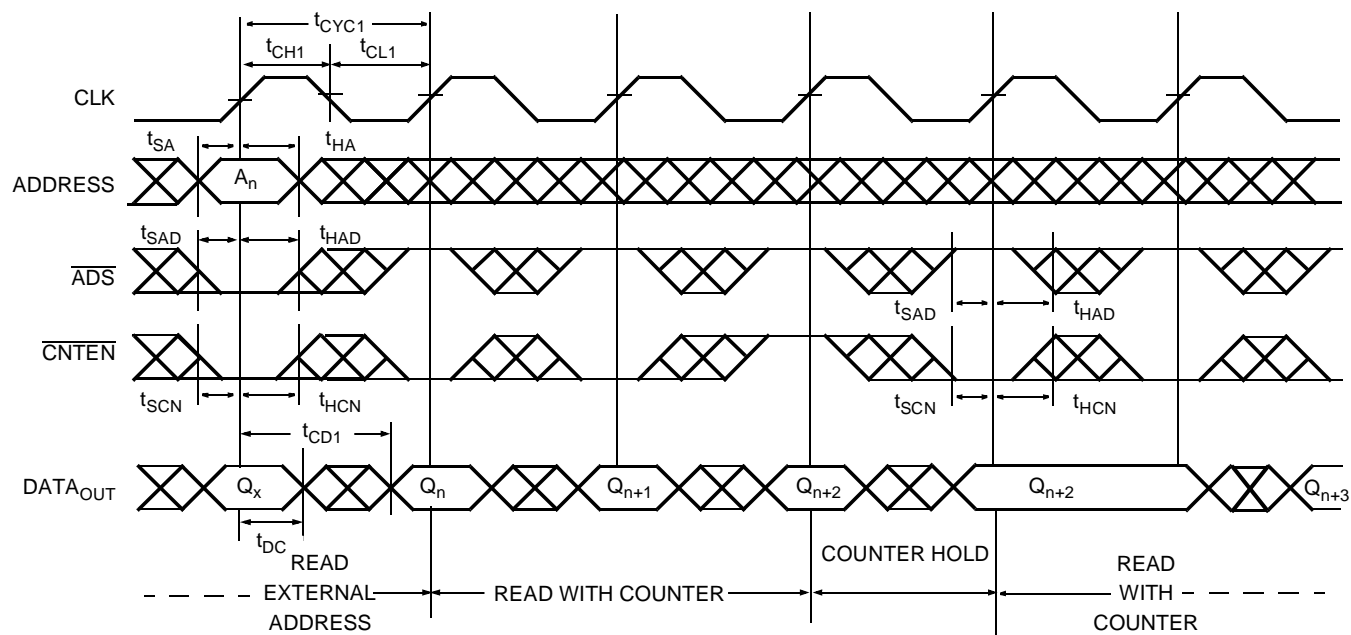 tCYC1
tCH1
tCL1
CLK
tSA
tHA
ADDRESS
An
tSAD
tHAD
ADS
tSAD
tHAD
CNTEN
tSCN
tHCN
tSCN
tHCN
tCD1
DATAOUT
Qx
Qn
Qn+1
Qn+2
Qn+2
Qn+3
tDC
READ
EXTERNAL
ADDRESS
READ WITH COUNTER
COUNTER HOLD
READ
WITH
COUNTER